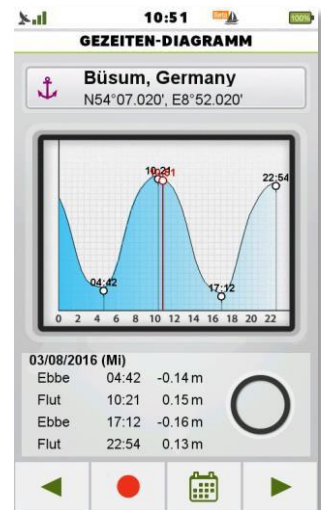 10:51 Beta 100%
GEZEITEN-DIAGRAMM
Büsum, Germany
N54°07.020', E8°52.020'
10:21
22:54
04:42
17:12
0 2 4 6 8 10 12 14 16 18 20 22
03/08/2016 (Mi)
Ebbe 04:42 -0.14 m
Flut 10:21 0.15 m
Ebbe 17:12 -0.16 m
Flut 22:54 0.13 m